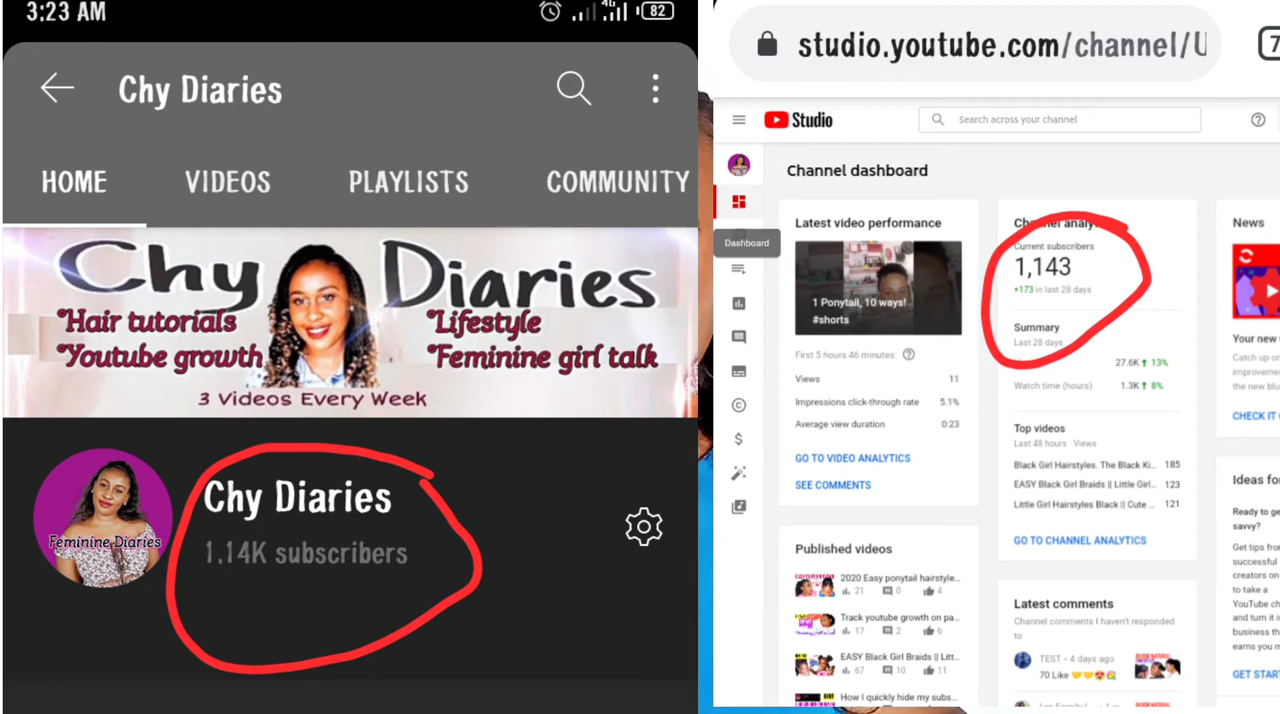 3:23 AM
4G
82
Chy Diaries
HOME
VIDEOS
PLAYLISTS
COMMUNITY
Chy Diaries
*Hair tutorials
*Youtube growth
*Lifestyle
*Feminine girl talk
3 Videos Every Week
Feminine Diaries
Chy Diaries
1.14K subscribers
studio.youtube.com/channel/U
7
Studio
Search across your channel
Channel dashboard
Dashboard
Latest video performance
1 Ponytail, 10 ways!
#shorts
First 5 hours 46 minutes:
Views 11
Impressions click-through rate 5.1%
Average view duration 0:23
GO TO VIDEO ANALYTICS
SEE COMMENTS
Published videos
2020 Easy ponytail hairstyle...
21 0 4
Track youtube growth on pa...
17 2 6
EASY Black Girl Braids || Litt...
67 10 11
How I quickly hide my subs...
Channel analy
Current subscribers
1,143
+173 in last 28 days
Summary
Last 28 days
27.6K 13%
Watch time (hours) 1.3K 8%
Top videos
Last 48 hours · Views
Black Girl Hairstyles. The Black Ki... 185
EASY Black Girl Braids || Little Girl... 123
Little Girl Hairstyles Black || Cute ... 121
GO TO CHANNEL ANALYTICS
Latest comments
Channel comments I haven't responded
to
TEST • 4 days ago
70 Like
News
Your new
Catch up on
improveme
the new blu
CHECK IT
Ideas fo
Ready to ge
savvy?
Get tips from
successful
creators on
to take a
YouTube ch
and turn it in
business tha
earns you m
GET STAR